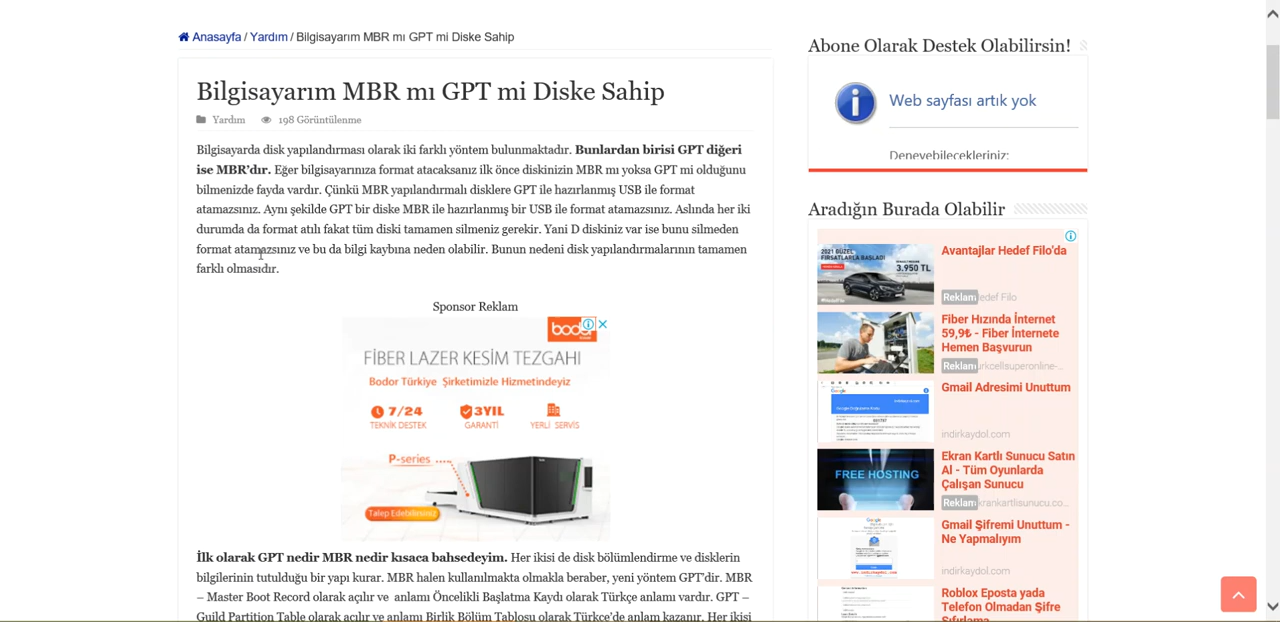 Anasayfa / Yardım / Bilgisayarım MBR mı GPT mi Diske Sahip
Bilgisayarım MBR mı GPT mi Diske Sahip
Yardım 198 Görüntülenme
Bilgisayarda disk yapılandırması olarak iki farklı yöntem bulunmaktadır. Bunlardan birisi GPT diğeri
ise MBR’dır. Eğer bilgisayarınıza format atacaksanız ilk önce diskinizin MBR mı yoksa GPT mi olduğunu
bilmenizde fayda vardır. Çünkü MBR yapılandırmalı disklere GPT ile hazırlanmış USB ile format
atamazsınız. Aynı şekilde GPT bir diske MBR ile hazırlanmış bir USB ile format atamazsınız. Aslında her iki
durumda da format atılı fakat tüm diski tamamen silmeniz gerekir. Yani D diskiniz var ise bunu silmeden
format atamazsınız ve bu da bilgi kaybına neden olabilir. Bunun nedeni disk yapılandırmalarının tamamen
farklı olmasıdır.
Sponsor Reklam
bodor
FİBER LAZER KESİM TEZGAHI
Bodor Türkiye Şirketimizle Hizmetindeyiz
7/24 3YIL
TEKNİK DESTEK GARANTİ YERLİ SERVİS
P-series
Talep Edebilirsiniz
İlk olarak GPT nedir MBR nedir kısaca bahsedeyim. Her ikisi de disk bölümlendirme ve disklerin
bilgilerinin tutulduğu bir yapı kurar. MBR halen kullanılmakta olmakla beraber, yeni yöntem GPT’dir. MBR
– Master Boot Record olarak açılır ve anlamı Öncelikli Başlatma Kaydı olarak Türkçe anlamı vardır. GPT –
Guild Partition Table olarak açılır ve anlamı Birlik Bölüm Tablosu olarak Türkçe’de anlam kazanır. Her ikisi
Abone Olarak Destek Olabilirsin!
Web sayfası artık yok
Deneyebilecekleriniz:
Aradığın Burada Olabilir
2021 GÜZEL
FIRSATLARLA BAŞLADI
3.950 TL
Avantajlar Hedef Filo'da
Reklam edef Filo
Fiber Hızında İnternet
59,9₺ - Fiber İnternete
Hemen Başvurun
Reklam urkcellsuperonline-...
Gmail Adresimi Unuttum
indirkaydol.com
FREE HOSTING
Ekran Kartlı Sunucu Satın
Al - Tüm Oyunlarda
Çalışan Sunucu
Reklam krankartlisunucu.co...
Gmail Şifremi Unuttum -
Ne Yapmalıyım
indirkaydol.com
Roblox Eposta yada
Telefon Olmadan Şifre
Sıfırlama